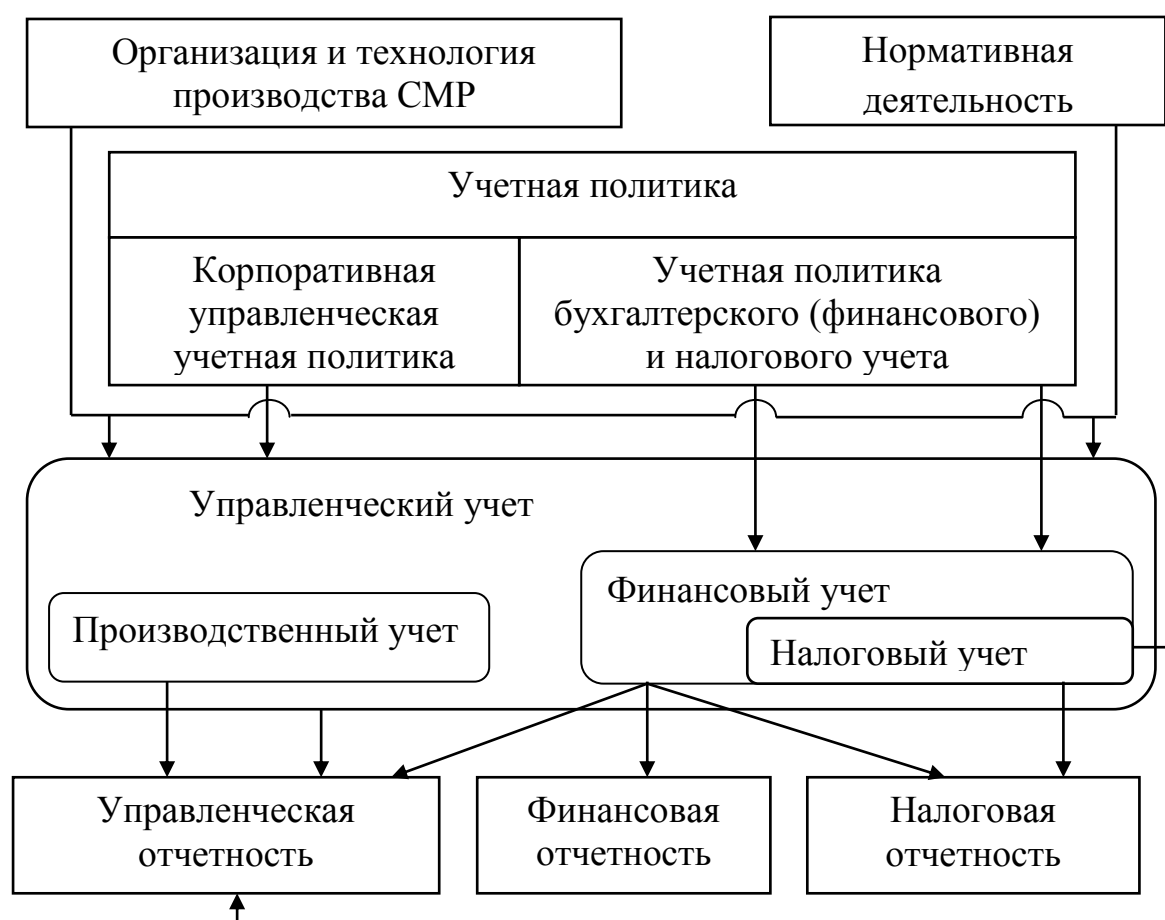 Организация и технология
производства СМР
Нормативная
деятельность
Учетная политика
Корпоративная
управленческая
учетная политика
Учетная политика
бухгалтерского (финансового)
и налогового учета
Управленческий учет
Финансовый учет
Производственный учет
Налоговый учет
Управленческая
отчетность
Финансовая
отчетность
Налоговая
отчетность